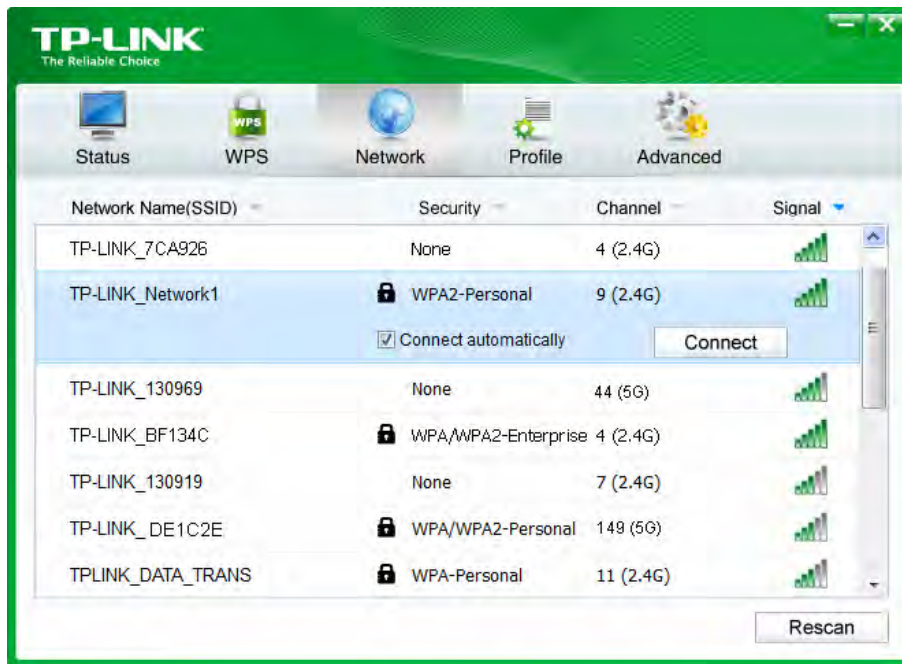 TP-LINK
The Reliable Choice
WPS
Status WPS Network Profile Advanced
Network Name(SSID) Security Channel Signal
TP-LINK_7CA926 None 4 (2.4G)
TP-LINK_Network1 WPA2-Personal 9 (2.4G)
Connect automatically Connect
TP-LINK_130969 None 44 (5G)
TP-LINK_BF134C WPA/WPA2-Enterprise 4 (2.4G)
TP-LINK_130919 None 7 (2.4G)
TP-LINK_ DE1C2E WPA/WPA2-Personal 149 (5G)
TPLINK_DATA_TRANS WPA-Personal 11 (2.4G)
Rescan